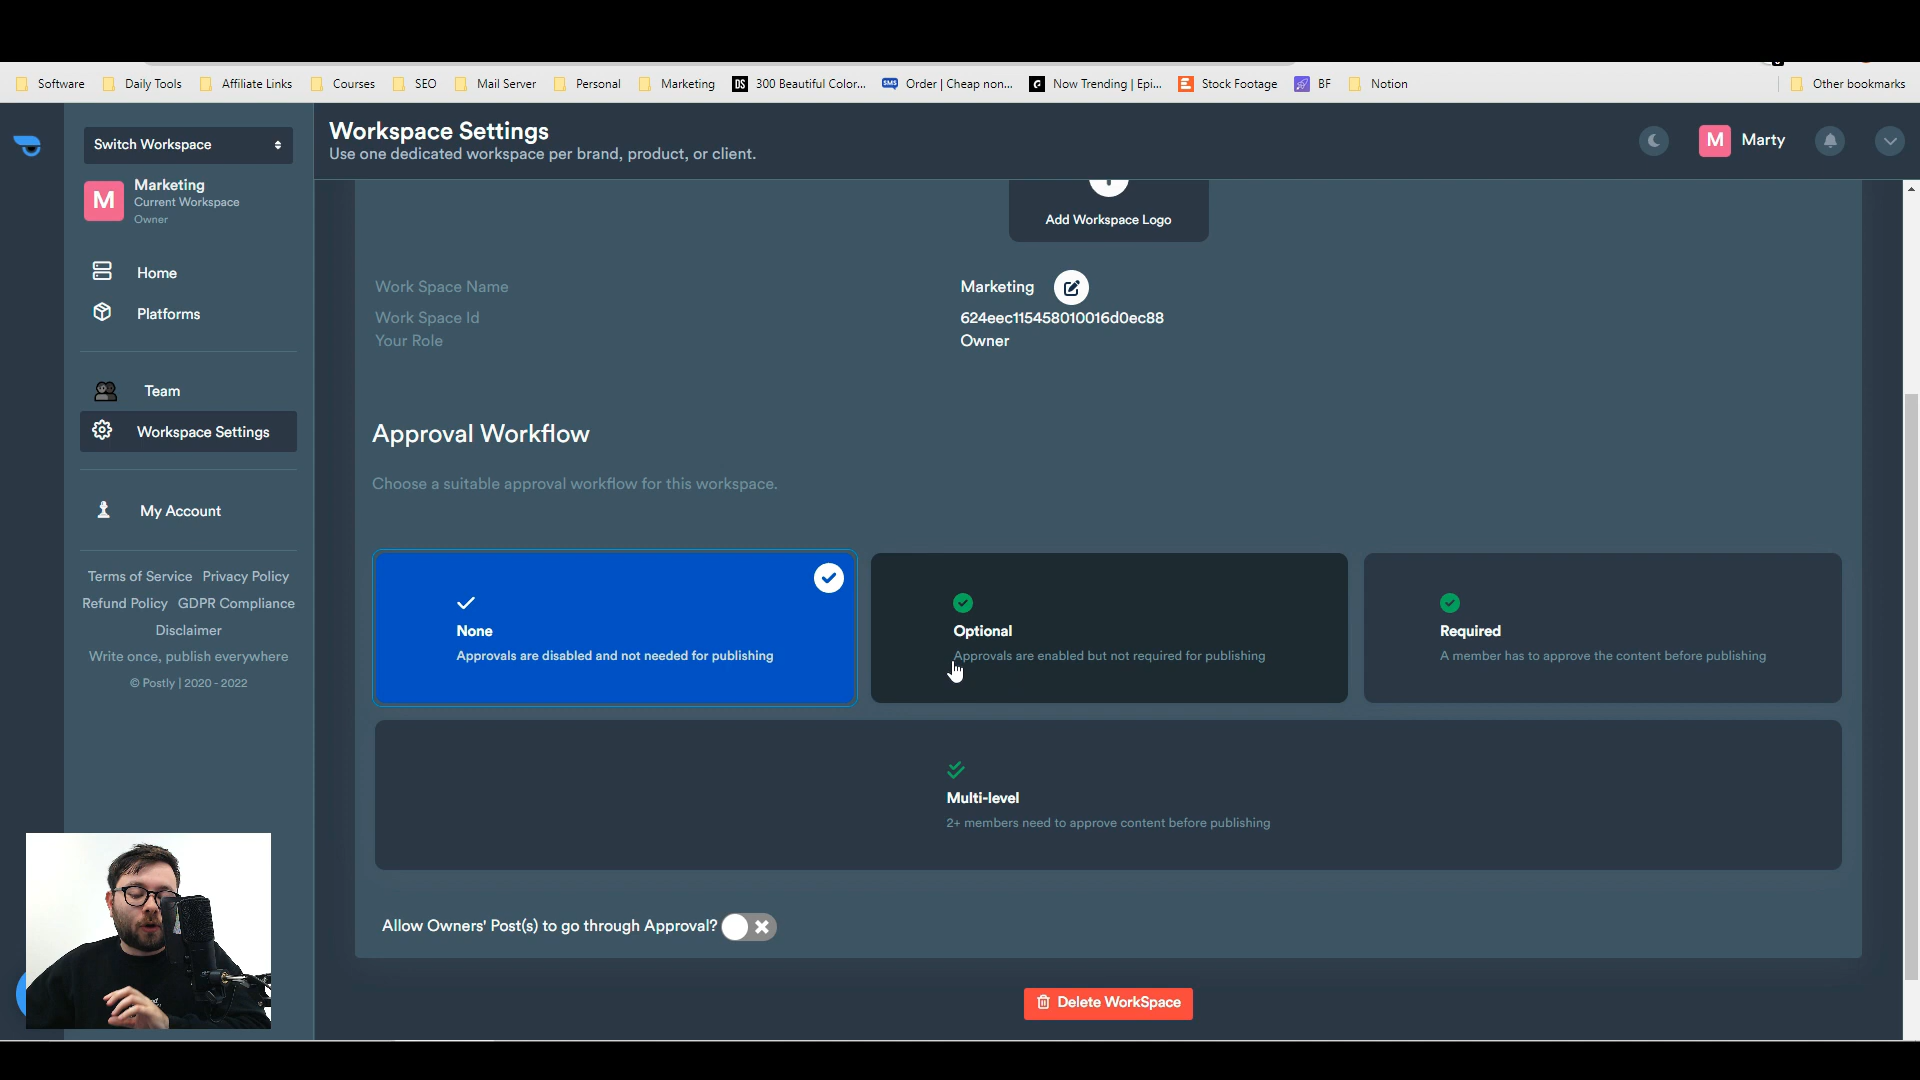 Software Daily Tools Affiliate Links Courses SEO Mail Server Personal Marketing DS 300 Beautiful Color... SMS Order | Cheap non... Now Trending | Epi... Stock Footage BF Notion Other bookmarks
Switch Workspace
M Marketing
Current Workspace
Owner
Home
Platforms
Team
Workspace Settings
My Account
Terms of Service Privacy Policy
Refund Policy GDPR Compliance
Disclaimer
Write once, publish everywhere
© Postly | 2020 - 2022
Workspace Settings
Use one dedicated workspace per brand, product, or client.
M Marty
Add Workspace Logo
Work Space Name Marketing
Work Space Id 624eec115458010016d0ec88
Your Role Owner
Approval Workflow
Choose a suitable approval workflow for this workspace.
None
Approvals are disabled and not needed for publishing
Optional
Approvals are enabled but not required for publishing
Required
A member has to approve the content before publishing
Multi-level
2+ members need to approve content before publishing
Allow Owners' Post(s) to go through Approval?
Delete WorkSpace